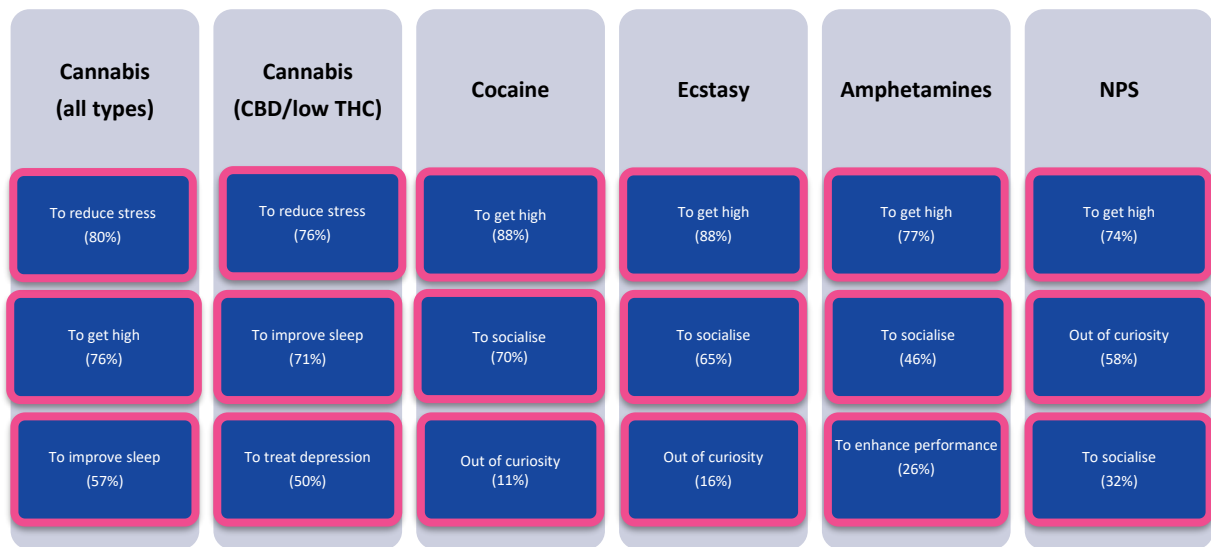 Cannabis
(all types)
Cannabis
(CBD/low THC)
Cocaine
Ecstasy
Amphetamines
NPS
To reduce stress
(80%)
To reduce stress
(76%)
To get high
(88%)
To get high
(88%)
To get high
(77%)
To get high
(74%)
To get high
(76%)
To improve sleep
(71%)
To socialise
(70%)
To socialise
(65%)
To socialise
(46%)
Out of curiosity
(58%)
To improve sleep
(57%)
To treat depression
(50%)
Out of curiosity
(11%)
Out of curiosity
(16%)
To enhance performance
(26%)
To socialise
(32%)